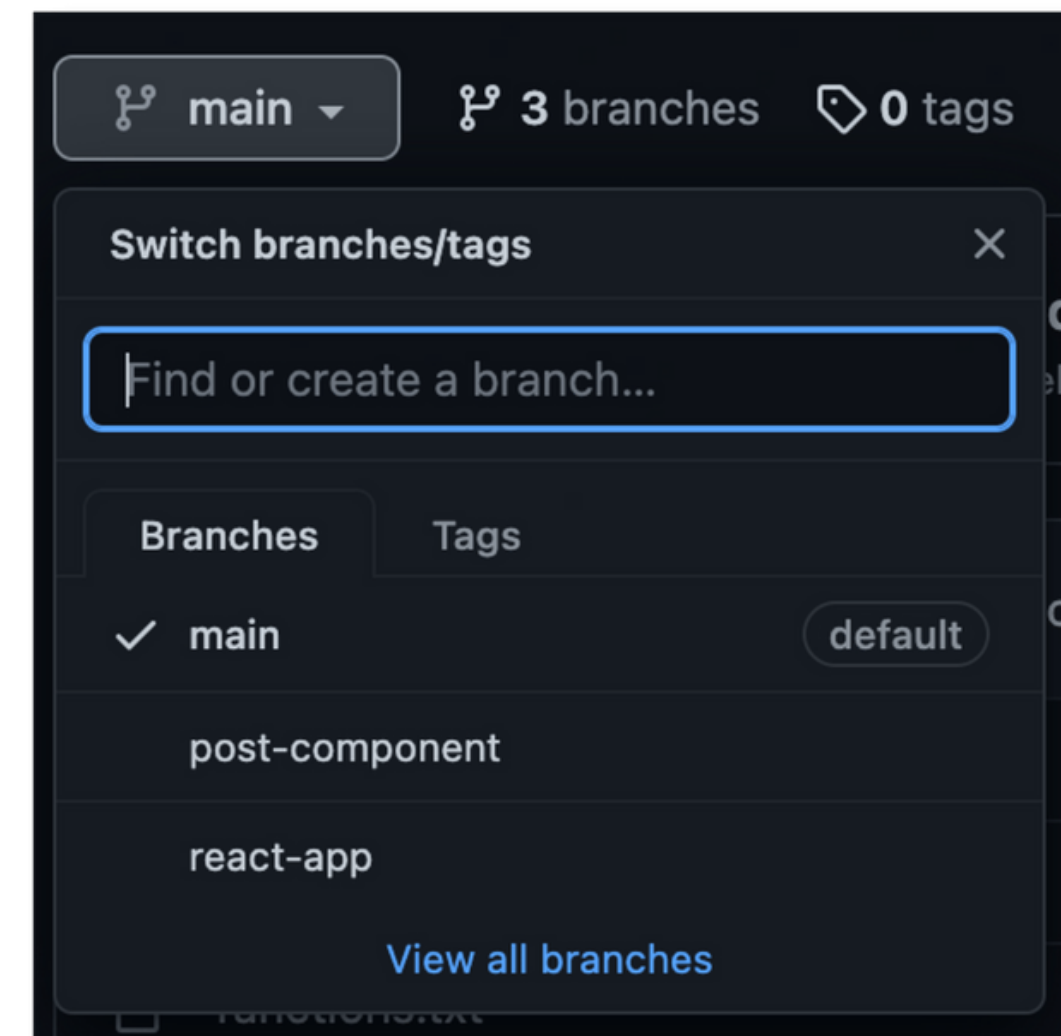 main
3 branches
0 tags
Switch branches/tags
Find or create a branch...
Branches
Tags
main
default
post-component
react-app
View all branches